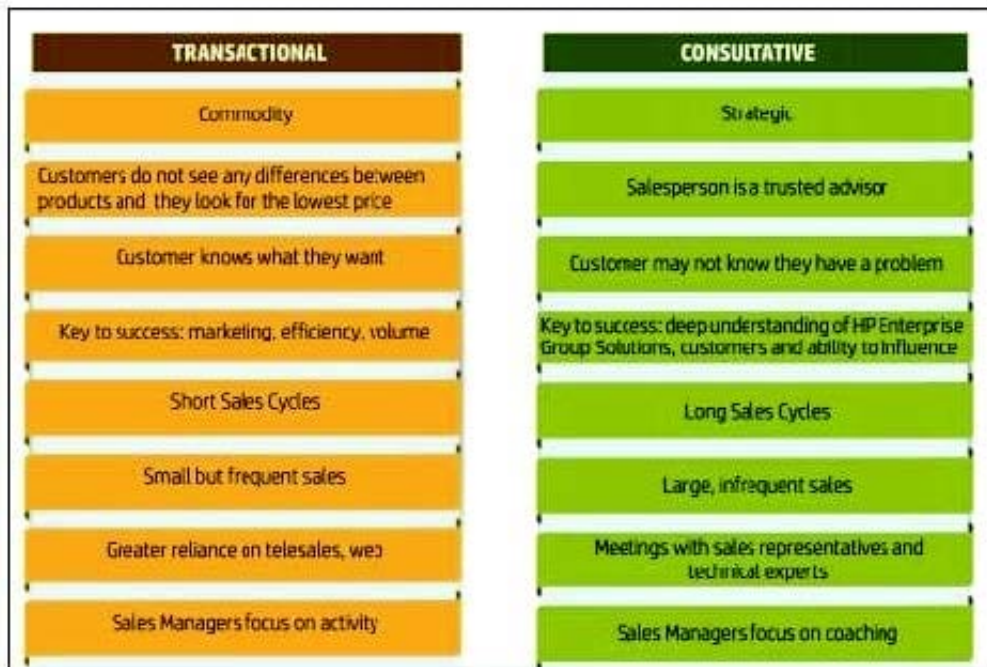 TRANSACTIONAL
Commodity
Customers do not see any differences between
products and they look for the lowest price
Customer knows what they want
Key to success: marketing, efficiency, volume
Short Sales Cycles
Small but frequent sales
Greater reliance on telesales, web
Sales Managers focus on activity
CONSULTATIVE
Strategic
Salesperson is a trusted advisor
Customer may not know they have a problem
Key to success: deep understanding of HP Enterprise
Group Solutions, customers and ability to influence
Long Sales Cycles
Large, infrequent sales
Meetings with sales representatives and
technical experts
Sales Managers focus on coaching